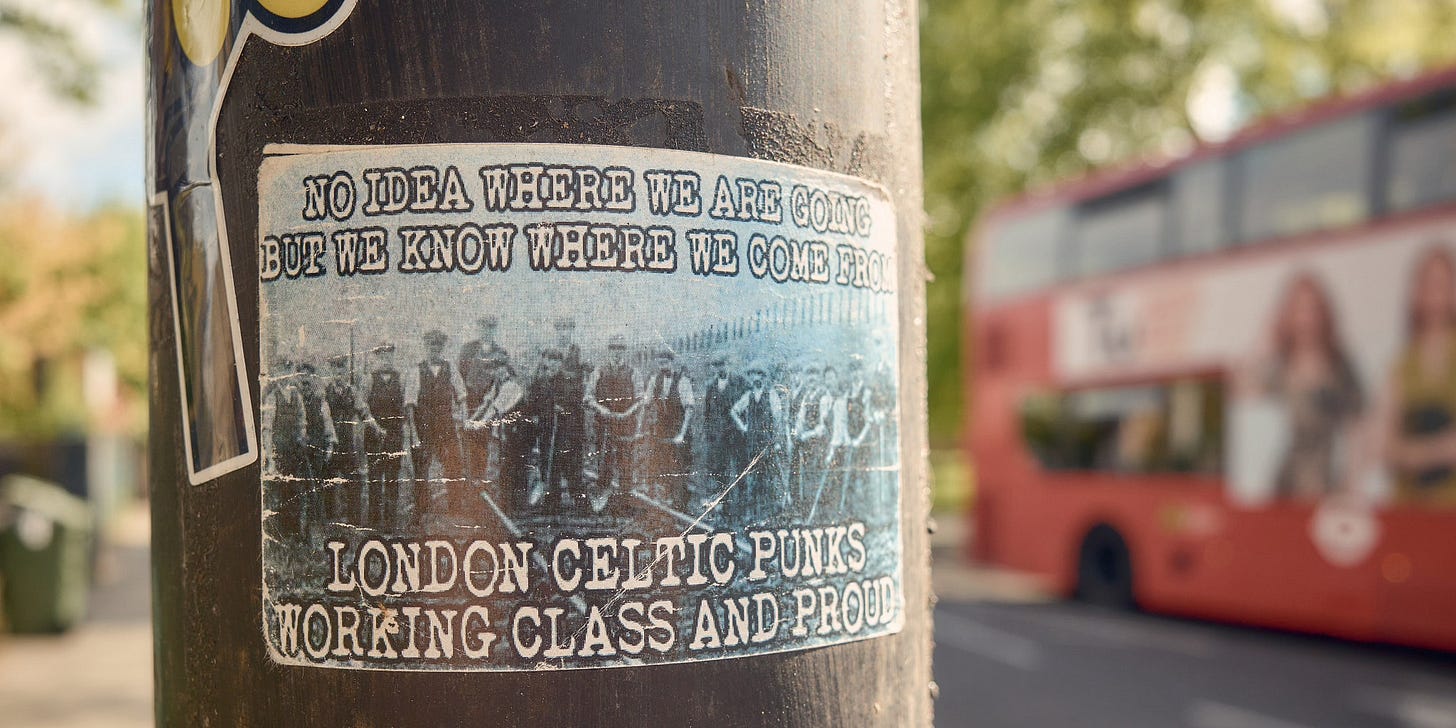 NO IDEA WHERE WE ARE GOING
BUT WE KNOW WHERE WE COME FROM
LONDON CELTIC PUNKS
WORKING CLASS AND PROUD